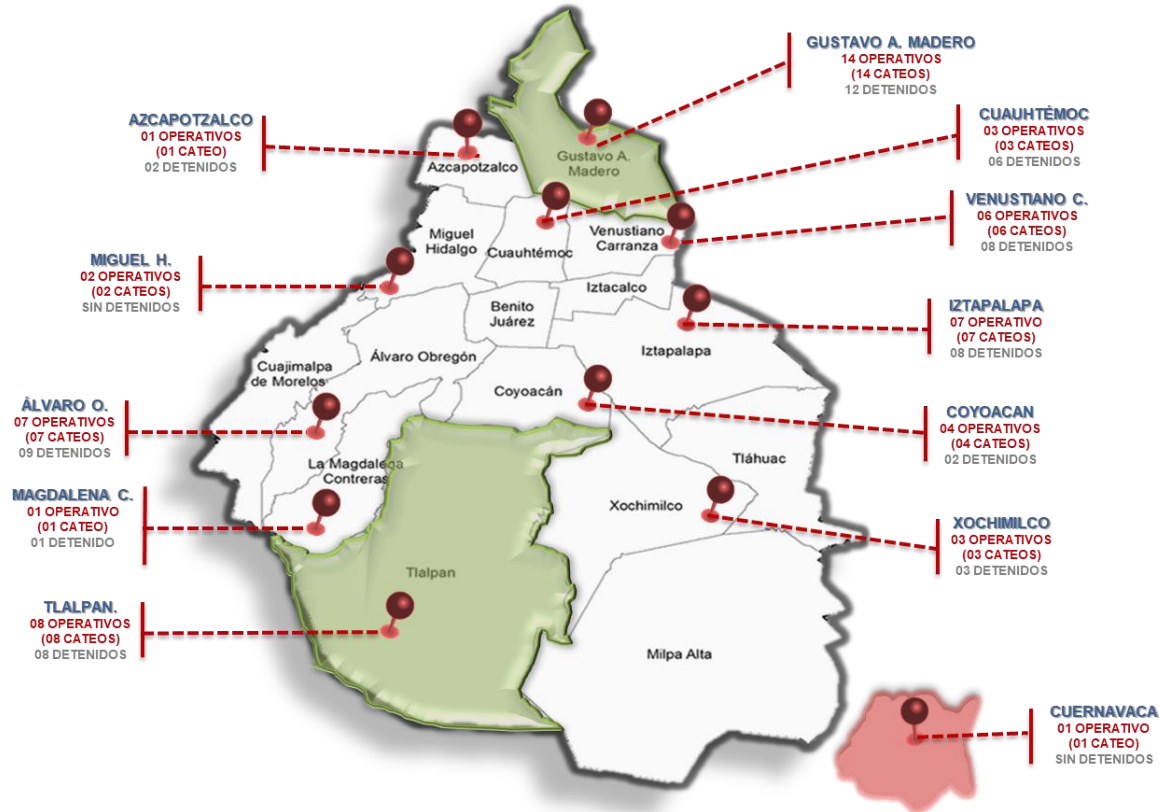 GUSTAVO A. MADERO
14 OPERATIVOS
(14 CATEOS)
12 DETENIDOS
AZCAPOTZALCO
01 OPERATIVOS
(01 CATEO)
02 DETENIDOS
CUAUHTÉMOC
03 OPERATIVOS
(03 CATEOS)
06 DETENIDOS
VENUSTIANO C.
06 OPERATIVOS
(06 CATEOS)
08 DETENIDOS
MIGUEL H.
02 OPERATIVOS
(02 CATEOS)
SIN DETENIDOS
IZTAPALAPA
07 OPERATIVO
(07 CATEOS)
08 DETENIDOS
ÁLVARO O.
07 OPERATIVOS
(07 CATEOS)
09 DETENIDOS
COYOACAN
04 OPERATIVOS
(04 CATEOS)
02 DETENIDOS
MAGDALENA C.
01 OPERATIVO
(01 CATEO)
01 DETENIDO
XOCHIMILCO
03 OPERATIVOS
(03 CATEOS)
03 DETENIDOS
TLALPAN.
08 OPERATIVOS
(08 CATEOS)
08 DETENIDOS
CUERNAVACA
01 OPERATIVO
(01 CATEO)
SIN DETENIDOS
Gustavo A.
Madero
Azcapotzalco
Miguel
Hidalgo
Cuauhtémoc
Venustiano
Carranza
Iztacalco
Benito
Juárez
Iztapalapa
Álvaro Obregón
Cuajimalpa
de Morelos
Coyoacán
La Magdalena
Contreras
Tláhuac
Xochimilco
Tlalpan
Milpa Alta